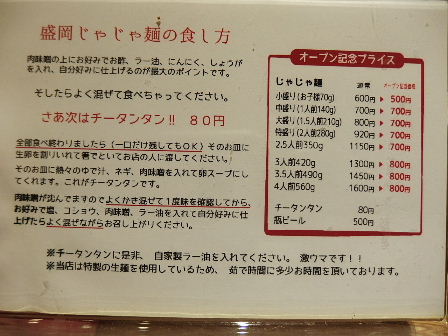 盛岡じゃじゃ麺の食し方
肉味噌の上にお好みでお酢、ラー油、にんにく、しょうが
を入れ、自分好みに仕上げるのが最大のポイントです。
そしたらよく混ぜて食べちゃってください。
さあ次はチータンタン!! 80円
全部食べ終わりましたら(一口だけ残してもOK)そのお皿に
生卵を割りいれて箸でといてお店の人に渡してください。
そのお皿に熱々のゆで汁、ネギ、肉味噌を入れて卵スープにし
てくれます。これがチータンタンです。
肉味噌が沈んでますのでよくかき混ぜて1度味を確認してから、
お好みで塩、コショウ、肉味噌、ラー油を入れて自分好みに仕
上げたらよく混ぜながらお召し上がりください。
オープン記念プライス
じゃじゃ麺 通常 オープン記念価格
小盛り(お子様70g) 600円▶500円
中盛り(1人前140g) 700円▶700円
大盛り(1.5人前210g) 800円▶700円
特盛り(2人前280g) 920円▶700円
2.5人前350g 1150円▶700円
3人前420g 1300円▶800円
3.5人前490g 1450円▶800円
4人前560g 1600円▶800円
チータンタン 80円
瓶ビール 500円
※チータンタンに是非、自家製ラー油を入れてください。激ウマです!!
※当店は特製の生麺を使用しているため、茹で時間に多少お時間を頂いております。